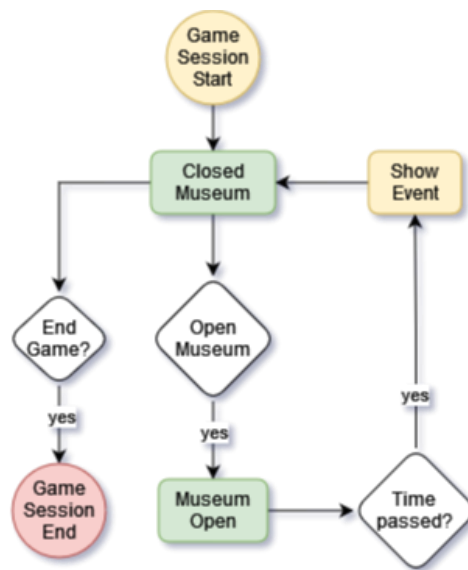 Game
Session
Start
Closed
Museum
Show
Event
End
Game?
Open
Museum
yes
yes
yes
Game
Session
End
Museum
Open
Time
passed?